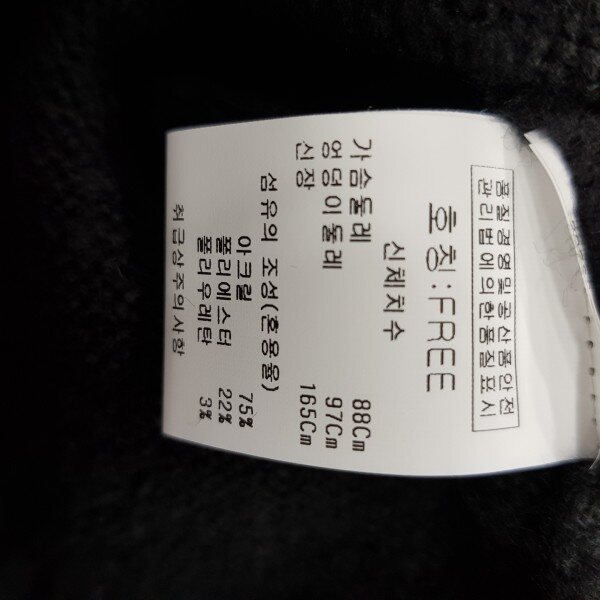 품질경영및공산품안전
관리법에의한품질표시
호칭:FREE
신체치수
가슴둘레 88Cm
엉덩이둘레 97Cm
신장 165Cm
섬유의 조성(혼용율)
아크릴 75%
폴리에스터 22%
폴리우레탄 3%
취급상주의사항